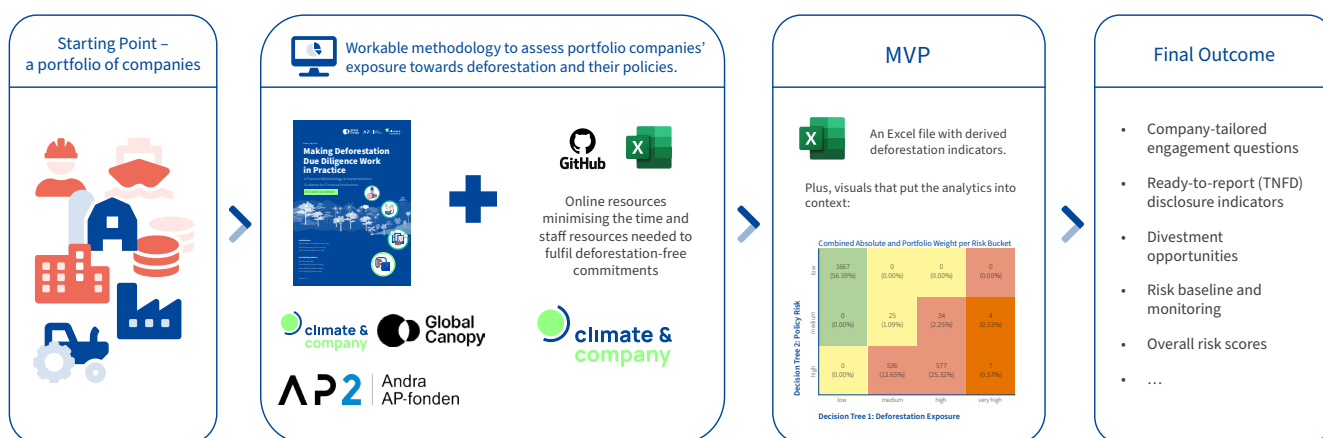 Starting Point –
a portfolio of companies
Workable methodology to assess portfolio companies’
exposure towards deforestation and their policies.
Making Deforestation
Due Diligence Work
in Practice
GitHub
X
Online resources
minimising the time and
staff resources needed to
fulfil deforestation-free
commitments
climate &
company
Global
Canopy
climate &
company
AP2
Andra
AP-fonden
MVP
X
An Excel file with derived
deforestation indicators.
Plus, visuals that put the analytics into
context:
Combined Absolute and Portfolio Weight per Risk Bucket
Decision Tree 2: Policy Risk
low
1667
(56.59%)
0
(0.00%)
0
(0.00%)
0
(0.00%)
medium
0
(0.00%)
25
(1.09%)
34
(2.25%)
4
(0.53%)
high
0
(0.00%)
536
(13.65%)
577
(25.32%)
7
(0.57%)
low
medium
high
very high
Decision Tree 1: Deforestation Exposure
Final Outcome
• Company-tailored
engagement questions
• Ready-to-report (TNFD)
disclosure indicators
• Divestment
opportunities
• Risk baseline and
monitoring
• Overall risk scores
• …